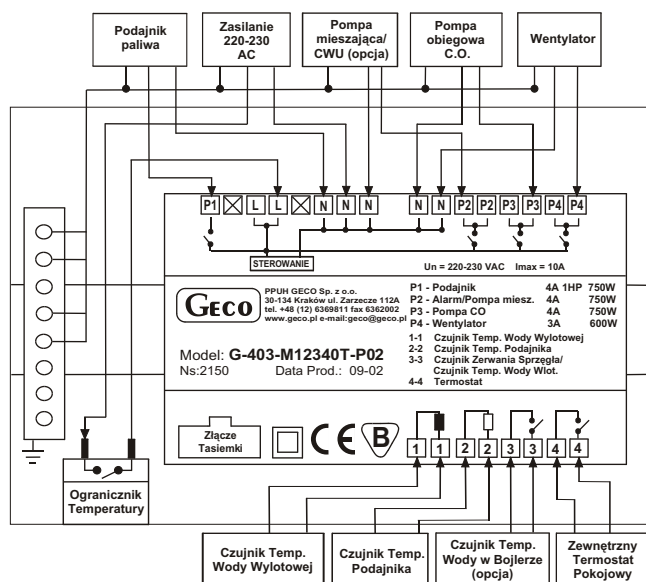 Podajnik
paliwa
Zasilanie
220-230
AC
Pompa
mieszająca/
CWU (opcja)
Pompa
obiegowa
C.O.
Wentylator
P1 L L N N N N N P2 P2 P3 P3 P4 P4
STEROWANIE
Un = 220-230 VAC Imax = 10A
GECO
PPUH GECO Sp. z o.o.
30-134 Kraków ul. Zarzecze 112A
tel. +48 (12) 6369811 fax 6362002
www.geco.pl e-mail:geco@geco.pl
P1 - Podajnik 4A 1HP 750W
P2 - Alarm/Pompa miesz. 4A 750W
P3 - Pompa CO 4A 750W
P4 - Wentylator 3A 600W
1-1 Czujnik Temp. Wody Wylotowej
2-2 Czujnik Temp. Podajnika
3-3 Czujnik Zerwania Sprzęgła/
Czujnik Temp. Wody Wlot.
4-4 Termostat
Model: G-403-M12340T-P02
Ns:2150 Data Prod.: 09-02
Złącze
Tasiemki
CE B
1 1 2 2 3 3 4 4
Ogranicznik
Temperatury
Czujnik Temp.
Wody Wylotowej
Czujnik Temp.
Podajnika
Czujnik Temp.
Wody w Bojlerze
(opcja)
Zewnętrzny
Termostat
Pokojowy